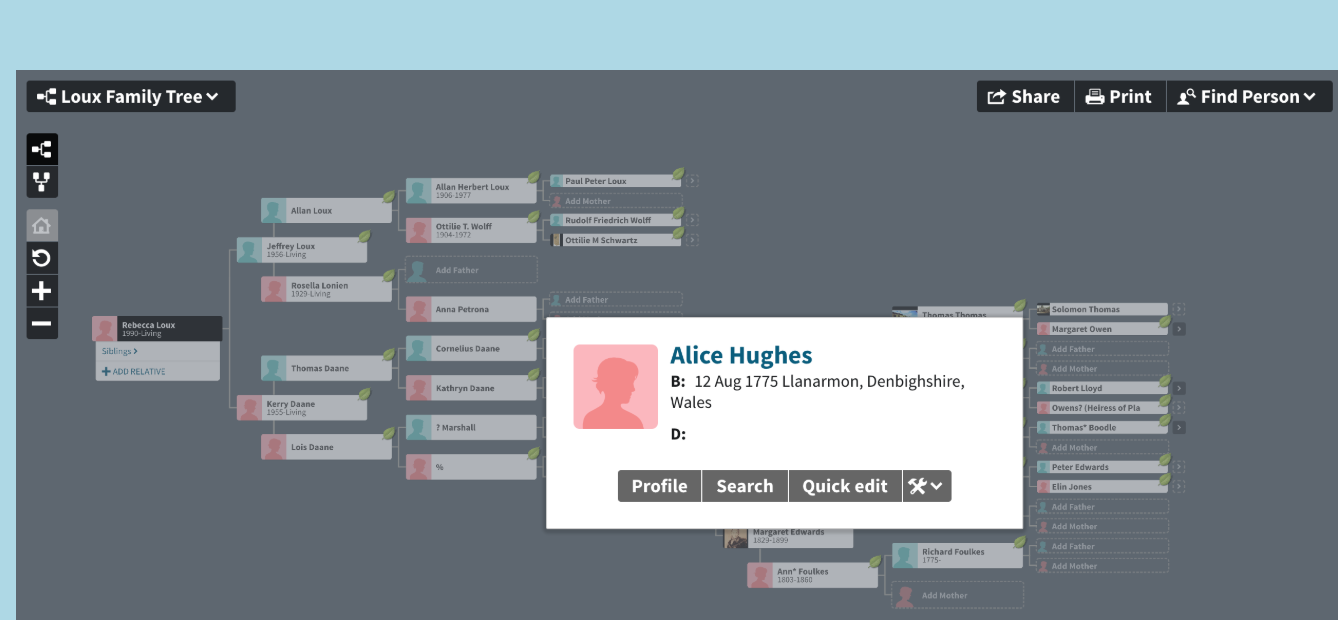 Loux Family Tree
Share
Print
Find Person
Allan Herbert Loux
1906-1977
Paul Peter Loux
Add Mother
Allan Loux
Ottilie T. Wolff
1904-1972
Rudolf Friedrich Wolff
Ottilie M Schwartz
Jeffrey Loux
1956-Living
Rosella Lonien
1929-Living
Add Father
Anna Petrona
Add Father
Rebecca Loux
1990-Living
Siblings >
+ ADD RELATIVE
Thomas Daane
Cornelius Daane
Kathryn Daane
Kerry Daane
1955-Living
Lois Daane
? Marshall
%
Thomas Thomas
Solomon Thomas
Margaret Owen
Add Father
Add Mother
Robert Lloyd
Owens? (Heiress of Pla
Thomas* Boodle
Add Mother
Peter Edwards
Elin Jones
Add Father
Add Mother
Alice Hughes
B: 12 Aug 1775 Llanarmon, Denbighshire,
Wales
D:
Profile
Search
Quick edit
Margaret Edwards
1829-1899
Ann* Foulkes
1803-1860
Richard Foulkes
1775-
Add Father
Add Mother
Add Mother